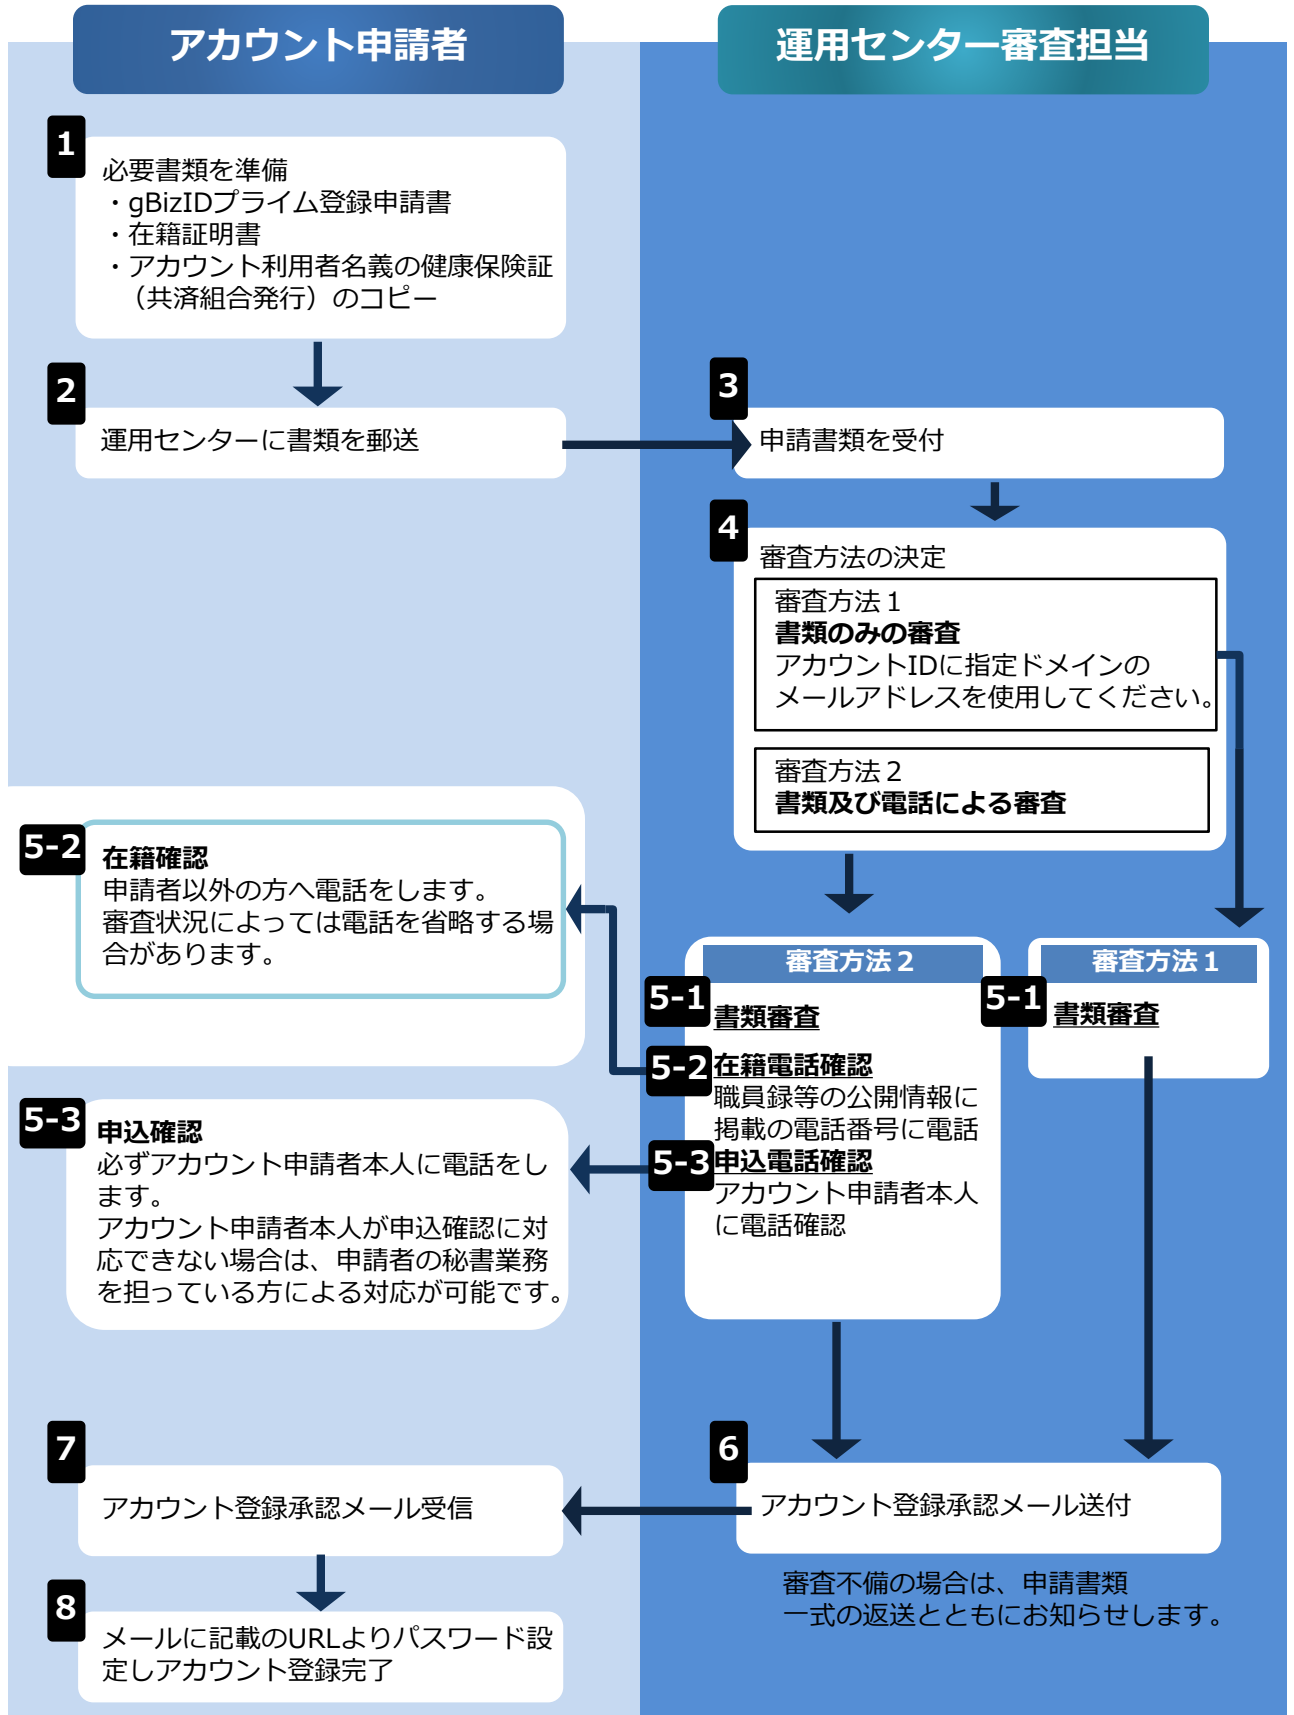 アカウント申請者
運用センター審査担当
1
必要書類を準備
・gBizIDプライム登録申請書
・在籍証明書
・アカウント利用者名義の健康保険証
（共済組合発行）のコピー
2
運用センターに書類を郵送
3
申請書類を受付
4
審査方法の決定
審査方法１
書類のみの審査
アカウントIDに指定ドメインの
メールアドレスを使用してください。
審査方法２
書類及び電話による審査
5-2
在籍確認
申請者以外の方へ電話をします。
審査状況によっては電話を省略する場
合があります。
審査方法２
5-1
書類審査
5-2
在籍電話確認
職員録等の公開情報に
掲載の電話番号に電話
5-3
申込電話確認
アカウント申請者本人
に電話確認
審査方法１
5-1
書類審査
5-3
申込確認
必ずアカウント申請者本人に電話をし
ます。
アカウント申請者本人が申込確認に対
応できない場合は、申請者の秘書業務
を担っている方による対応が可能です。
6
アカウント登録承認メール送付
審査不備の場合は、申請書類
一式の返送とともにお知らせします。
7
アカウント登録承認メール受信
8
メールに記載のURLよりパスワード設
定しアカウント登録完了